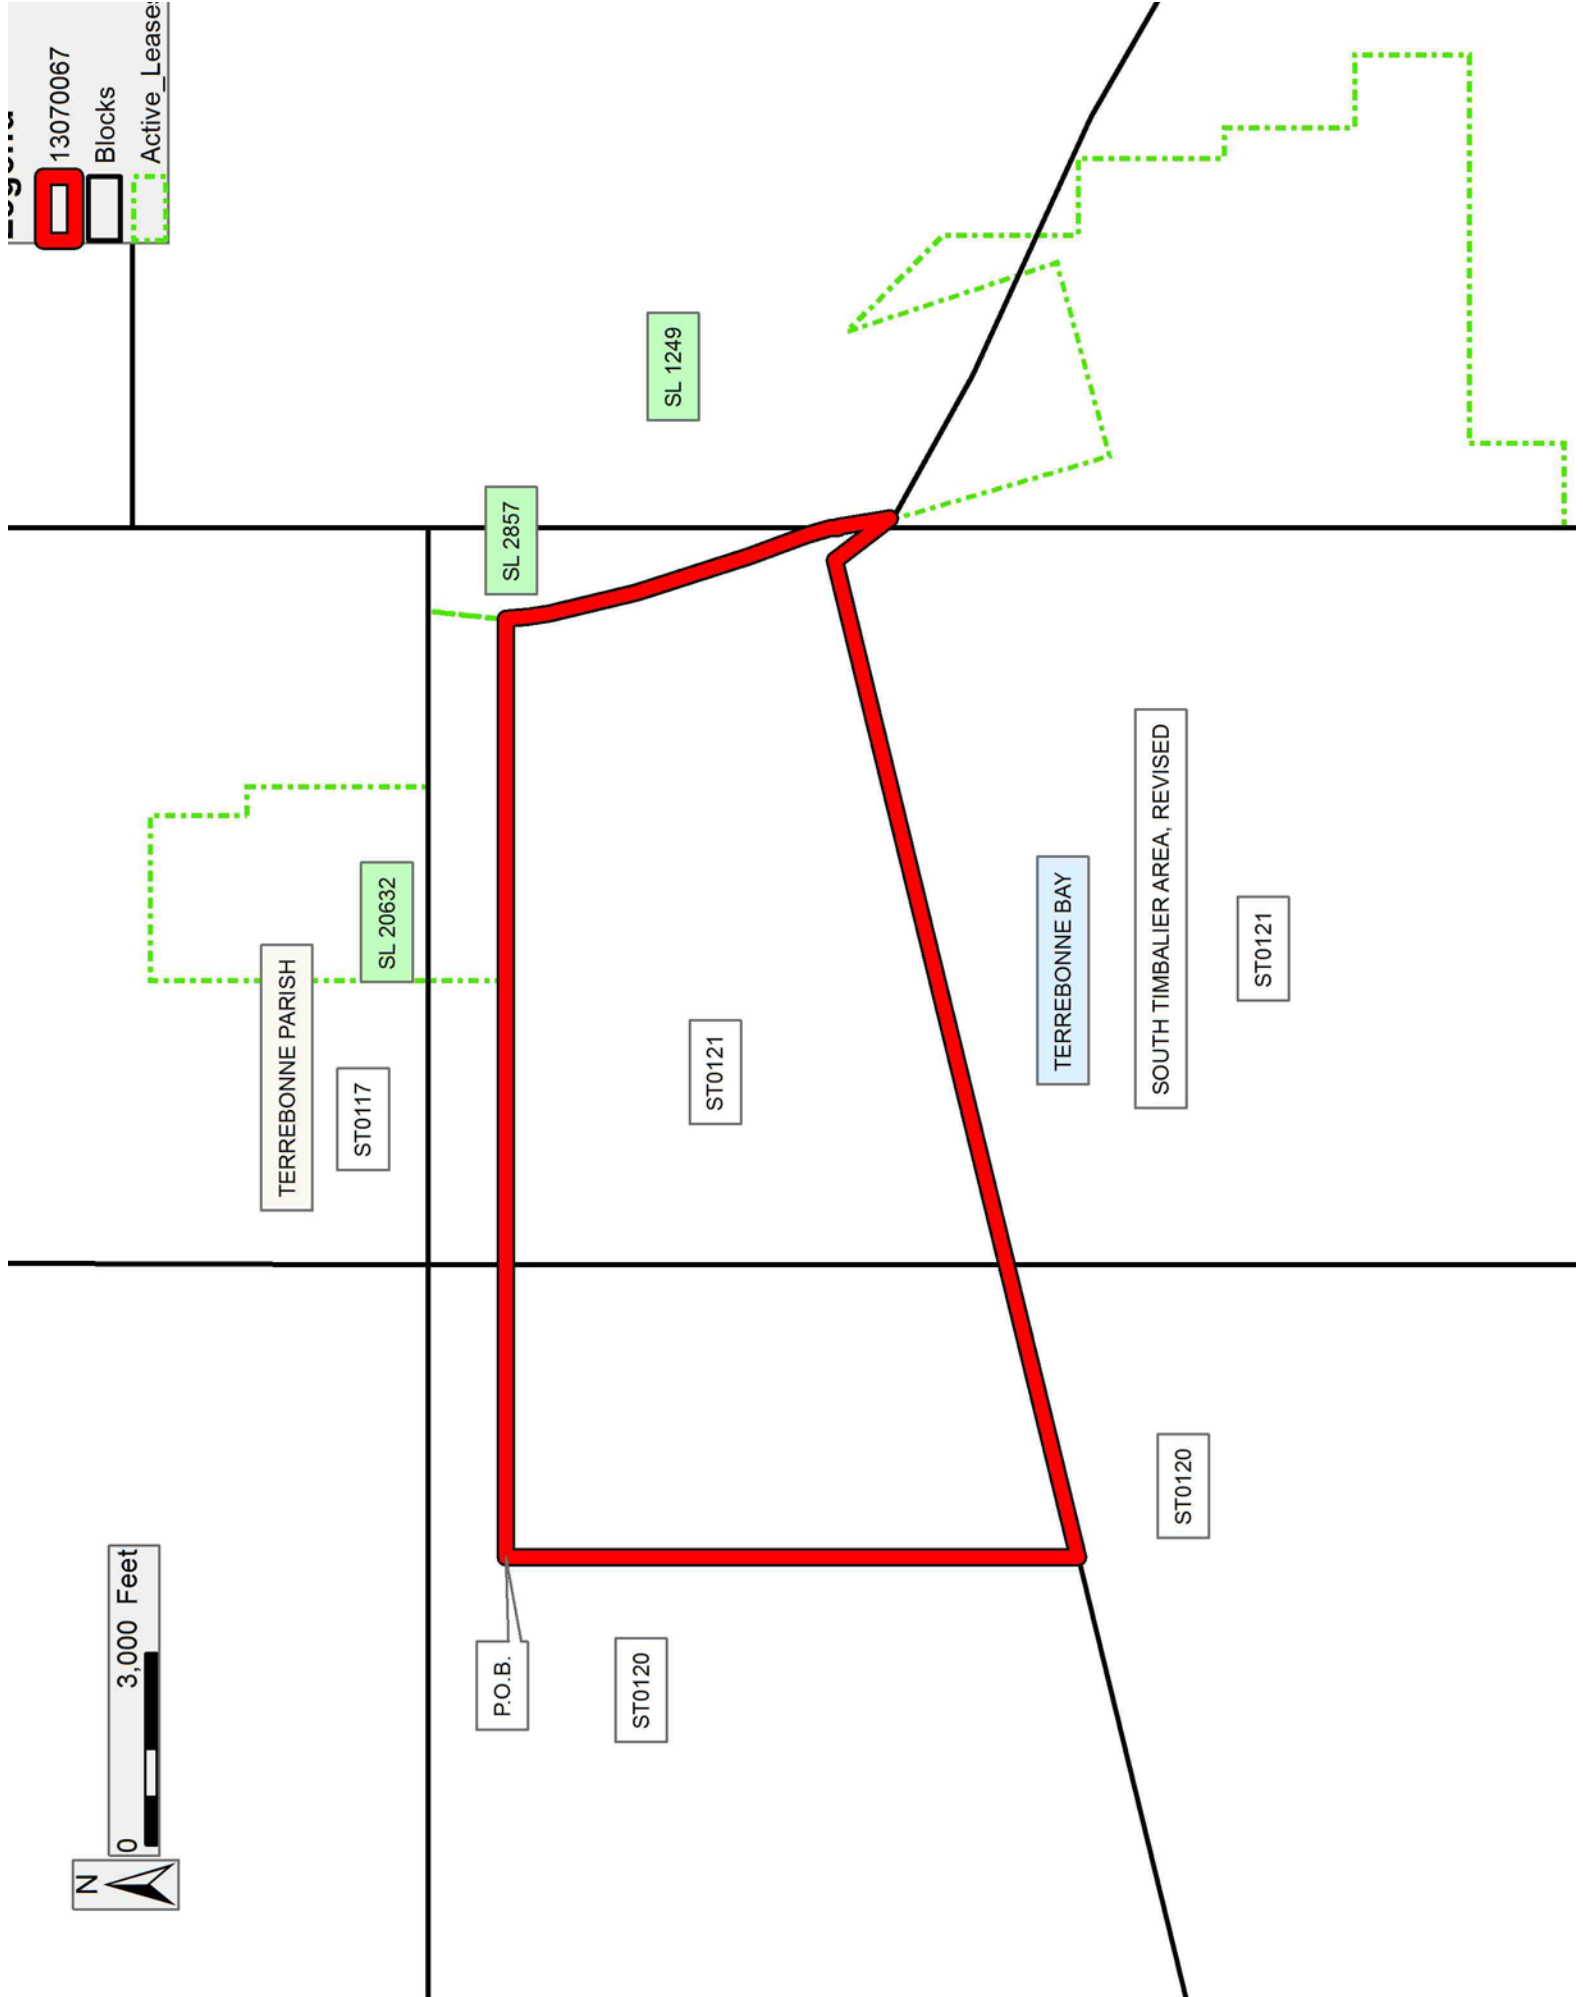 N
0 3,000 Feet
P.O.B.
ST0120
ST0120
TERREBONNE PARISH
ST0117
SL 20632
ST0121
TERREBONNE BAY
SOUTH TIMBALIER AREA, REVISED
ST0121
SL 2857
SL 1249
13070067
Blocks